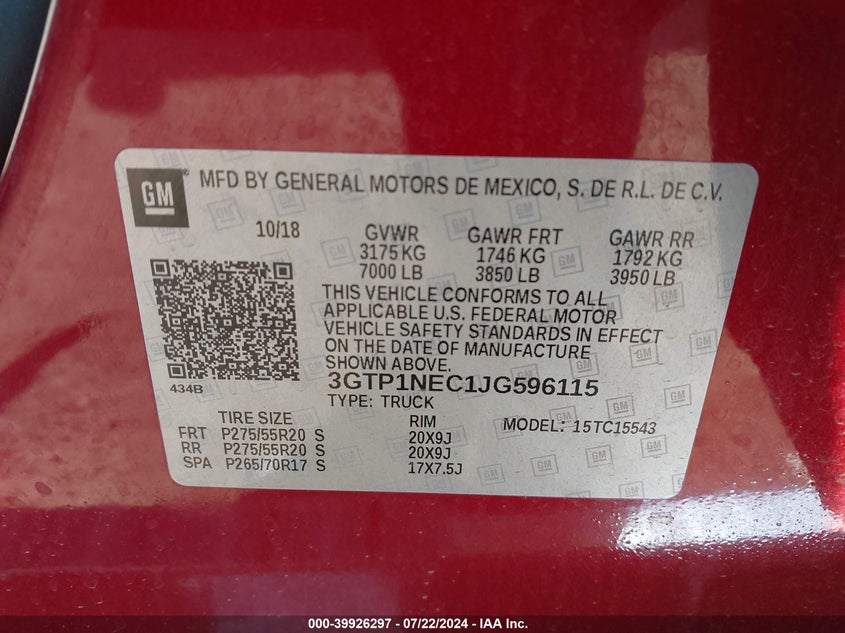 GM MFD BY GENERAL MOTORS DE MEXICO, S. DE R.L. DE C.V.
10/18 GVWR GAWR FRT GAWR RR
3175 KG 1746 KG 1792 KG
7000 LB 3850 LB 3950 LB
THIS VEHICLE CONFORMS TO ALL
APPLICABLE U.S. FEDERAL MOTOR
VEHICLE SAFETY STANDARDS IN EFFECT
ON THE DATE OF MANUFACTURE
SHOWN ABOVE.
434B 3GTP1NEC1JG596115
TYPE: TRUCK
TIRE SIZE RIM MODEL: 15TC15543
FRT P275/55R20 S 20X9J
RR P275/55R20 S 20X9J
SPA P265/70R17 S 17X7.5J
000-39926297 - 07/22/2024 - IAA Inc.